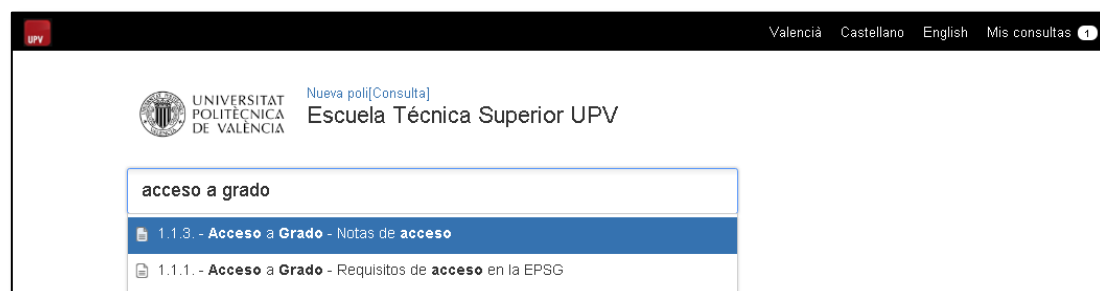 UPV
Valencià Castellano English Mis consultas 1
Nueva poli[Consulta]
UNIVERSITAT
POLITÈCNICA
DE VALÈNCIA
Escuela Técnica Superior UPV
acceso a grado
1.1.3. - Acceso a Grado - Notas de acceso
1.1.1. - Acceso a Grado - Requisitos de acceso en la EPSG